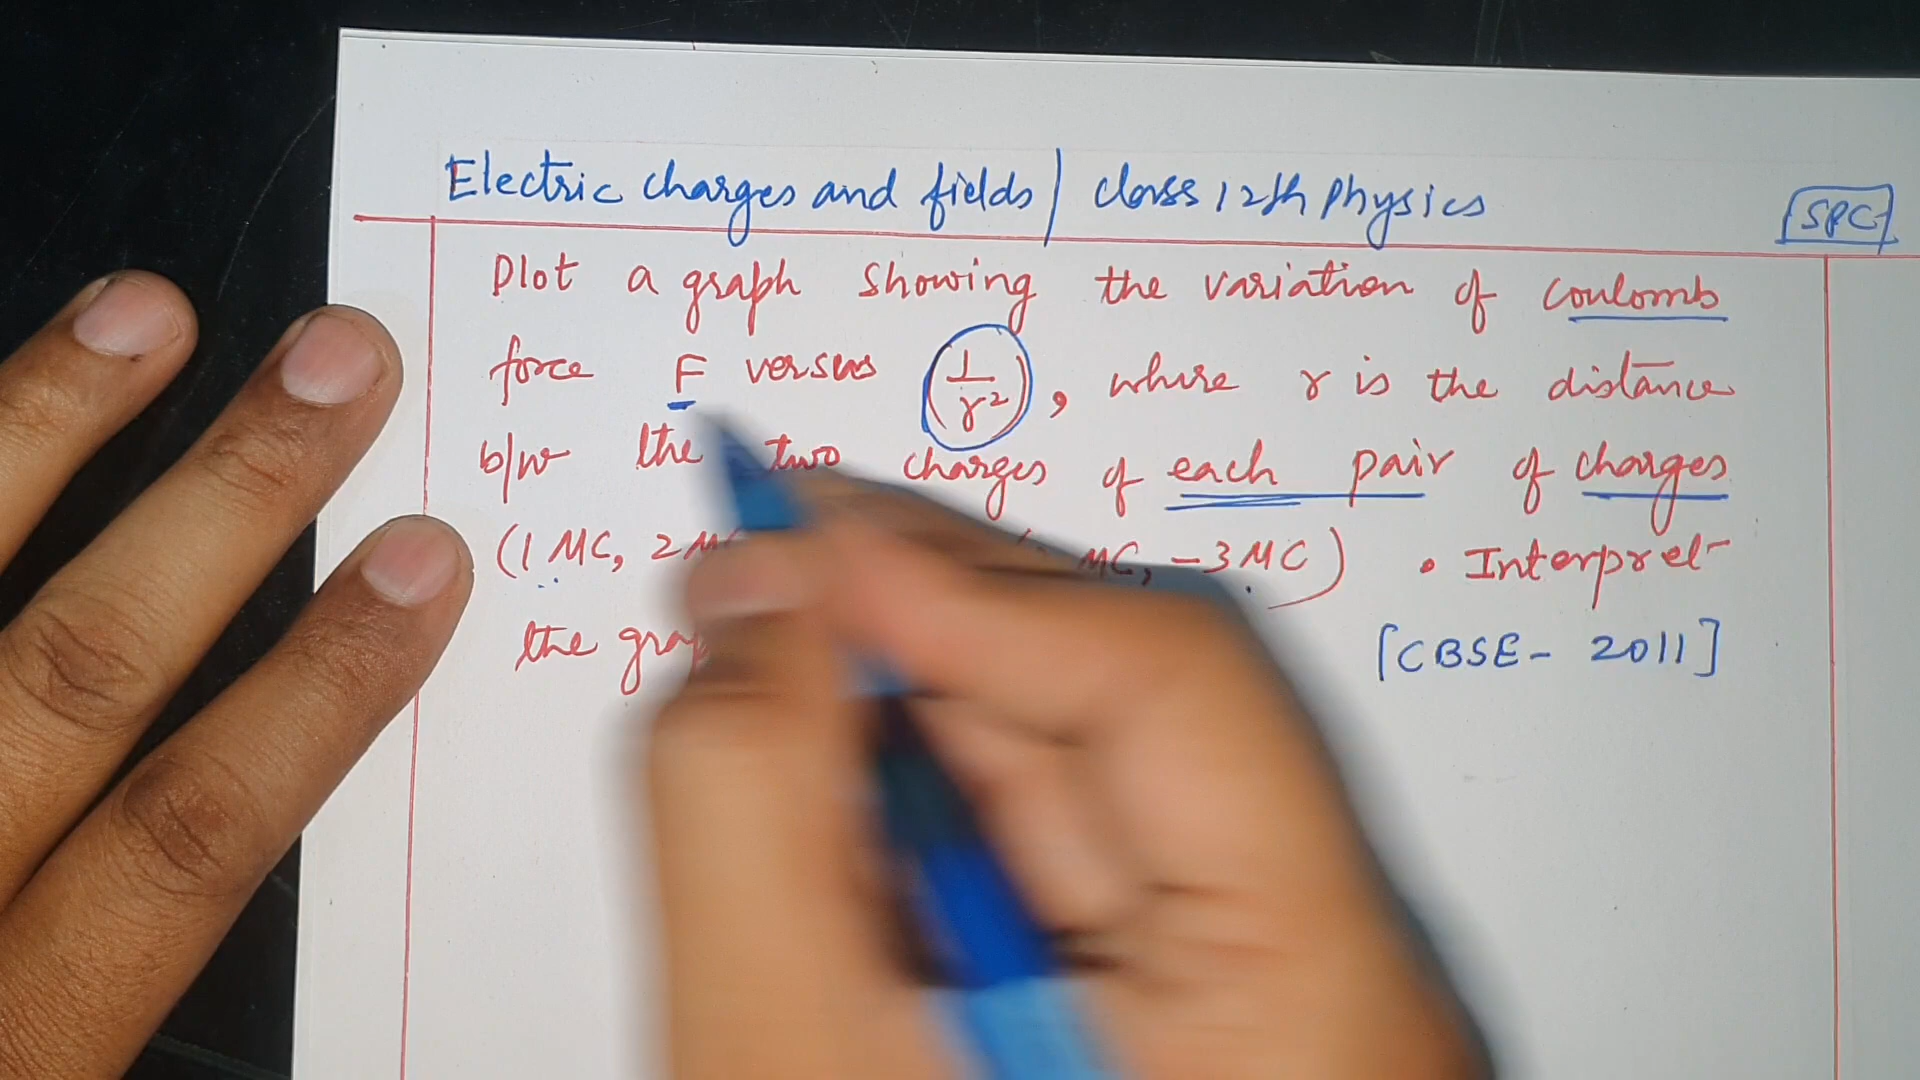 Electric charges and fields | class 12th physics
SPC
Plot a graph showing the variation of coulomb
force F versus (1/r²), where r is the distance
b/w the two charges of each pair of charges
(1 MC, 2 MC, -3 MC) . Interpret
the
[CBSE- 2011]